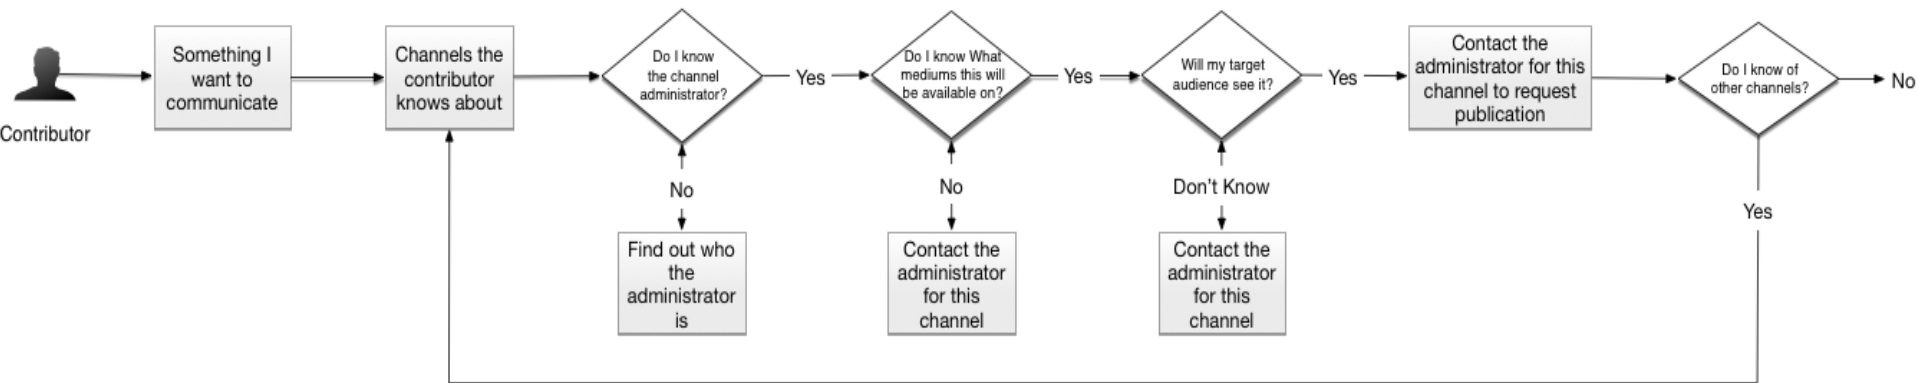 Contributor
Something I
want to
communicate
Channels the
contributor
knows about
Do I know
the channel
administrator?
Yes
No
Find out who
the
administrator
is
Do I know What
mediums this will
be available on?
Yes
No
Contact the
administrator
for this
channel
Will my target
audience see it?
Yes
Don't Know
Contact the
administrator
for this
channel
Contact the
administrator for this
channel to request
publication
Do I know of
other channels?
No
Yes